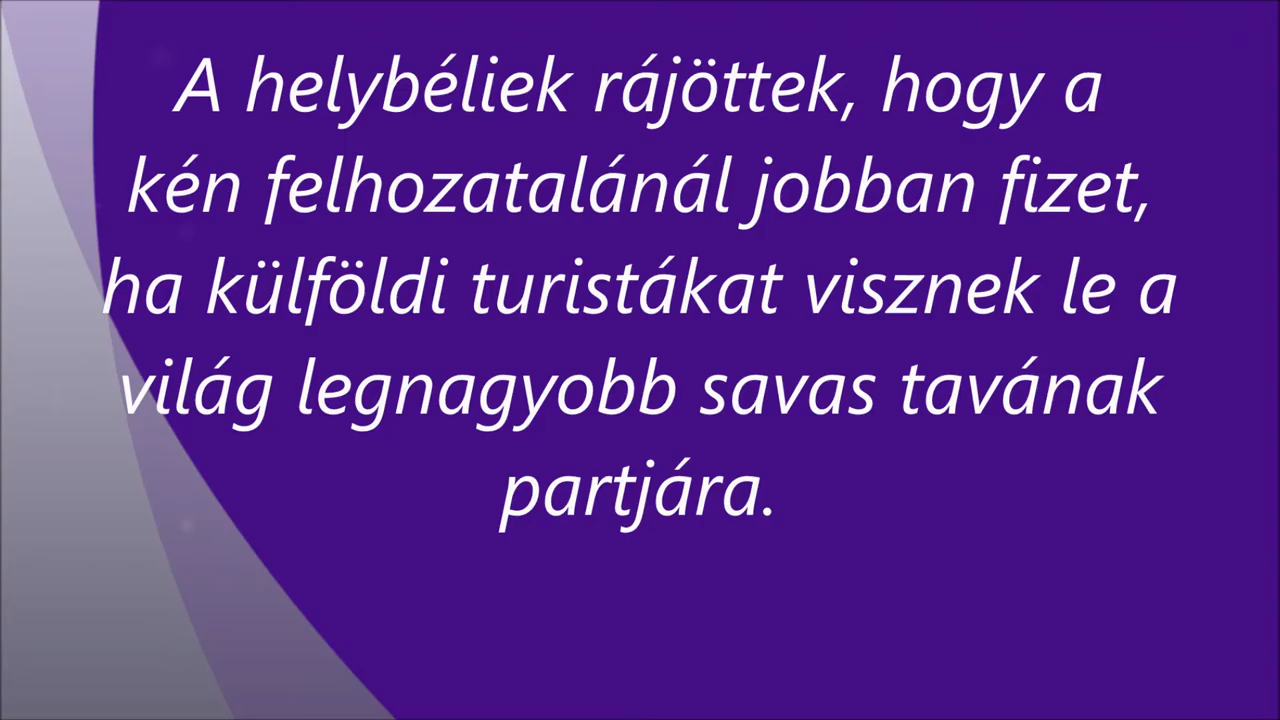 A helybéliek rájöttek, hogy a
kén felhozatalánál jobban fizet,
ha külföldi turistákat visznek le a
világ legnagyobb savas tavának
partjára.